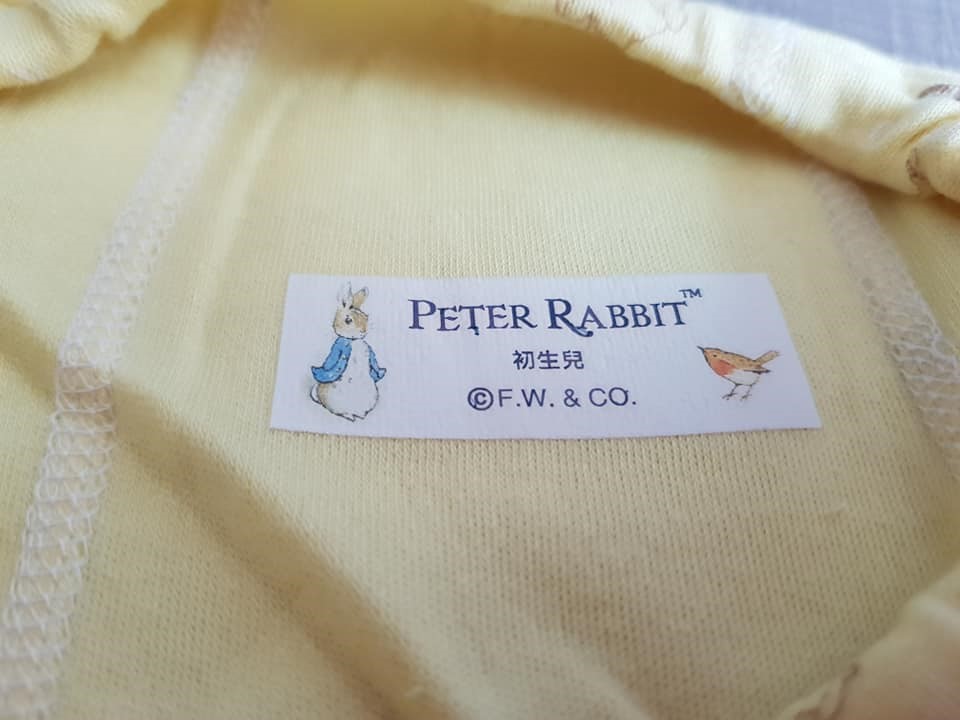 PETER RABBIT™
初生兒
©F.W. & CO.